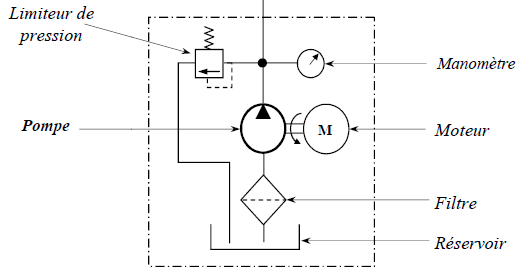 Limiteur de
pression
Manomètre
Pompe
M
Moteur
Filtre
Réservoir